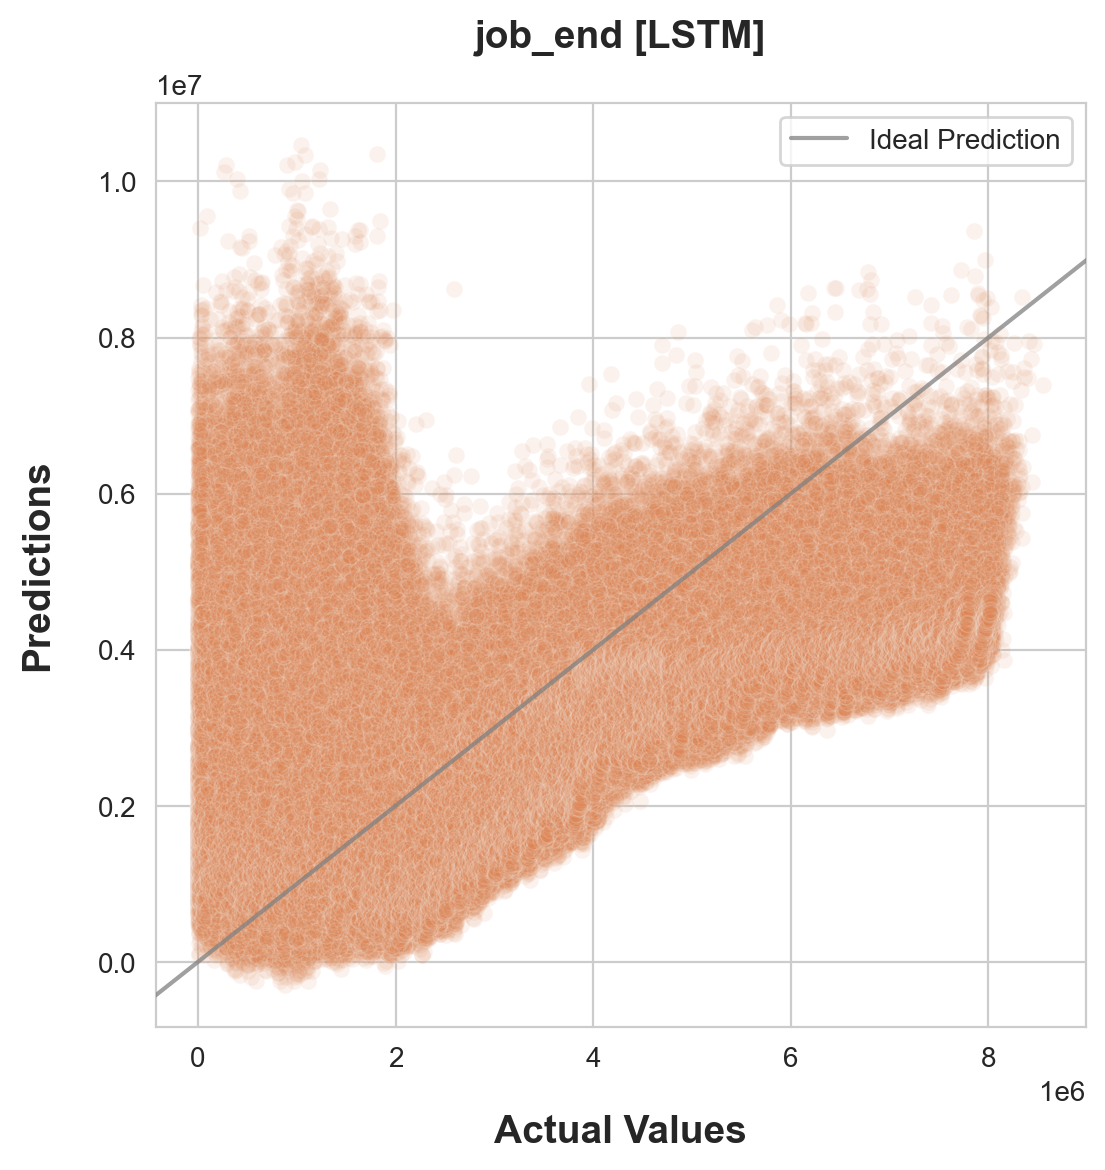 job_end [LSTM]
1e7
Ideal Prediction
1.0
0.8
0.6
0.4
0.2
0.0
Predictions
0 2 4 6 8
1e6
Actual Values